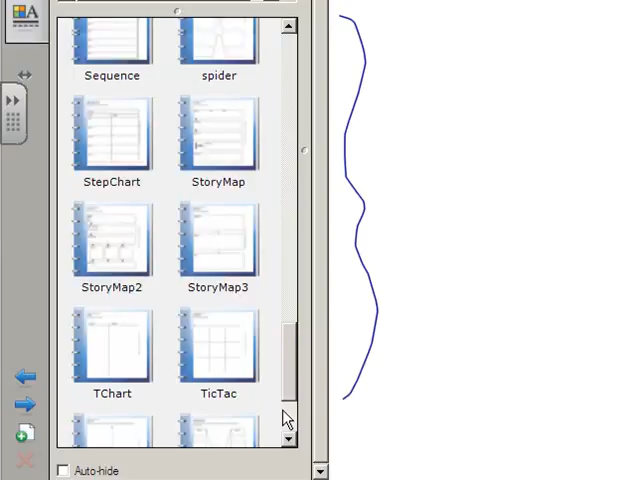 Sequence spider
StepChart StoryMap
StoryMap2 StoryMap3
TChart TicTac
Auto-hide